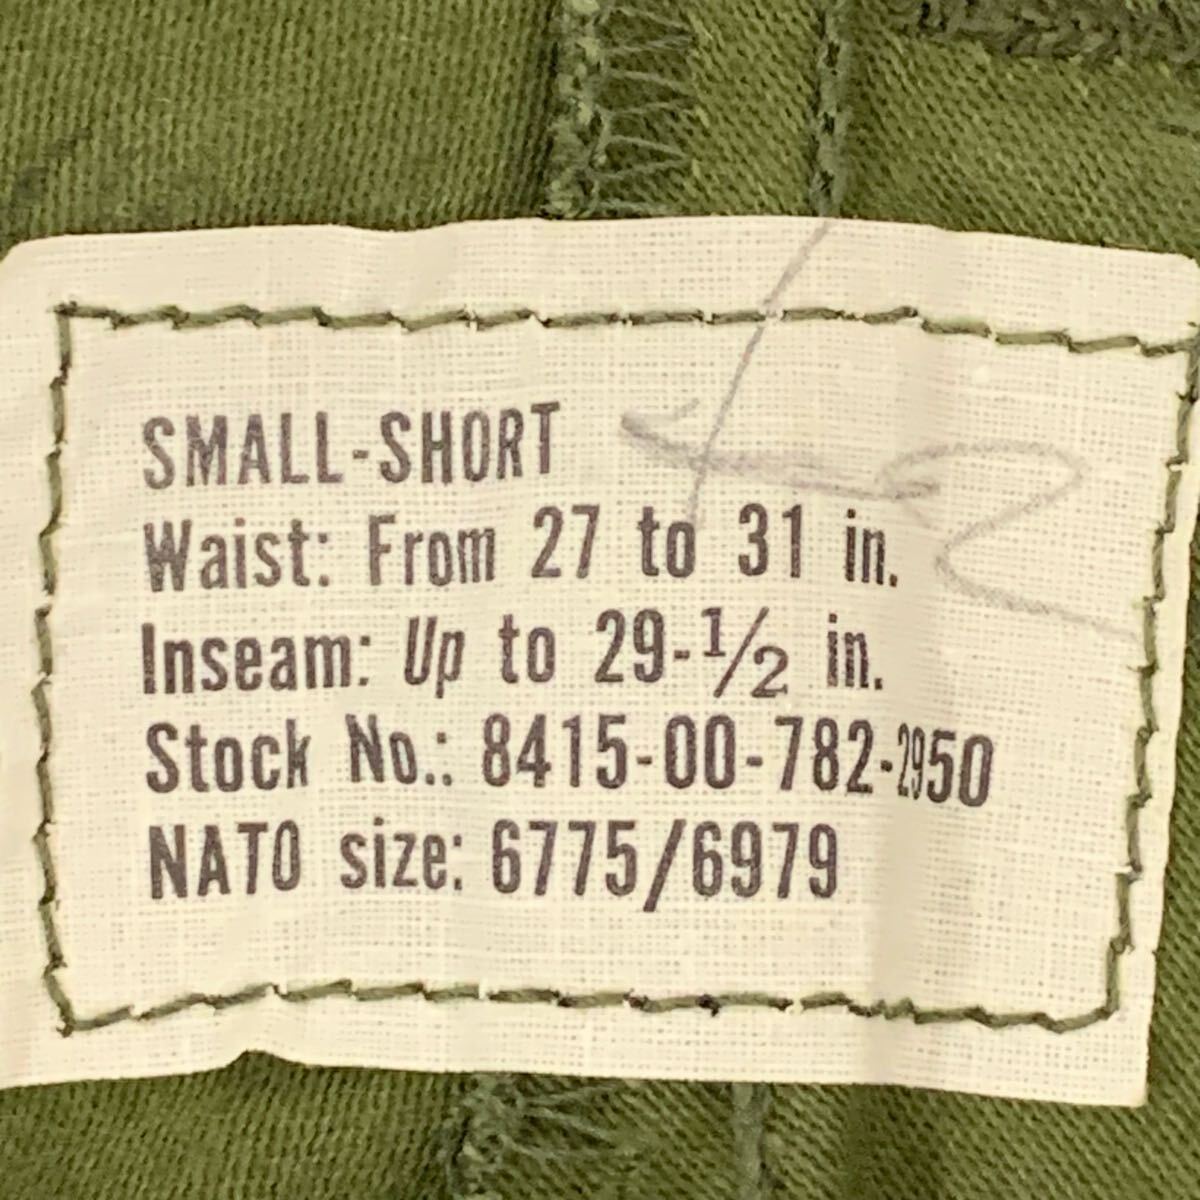 SMALL-SHORT
Waist: From 27 to 31 in.
Inseam: Up to 29-1/2 in.
Stock No.: 8415-00-782-2950
NATO size: 6775/6979